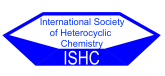 International Society
of Heterocyclic
Chemistry
ISHC